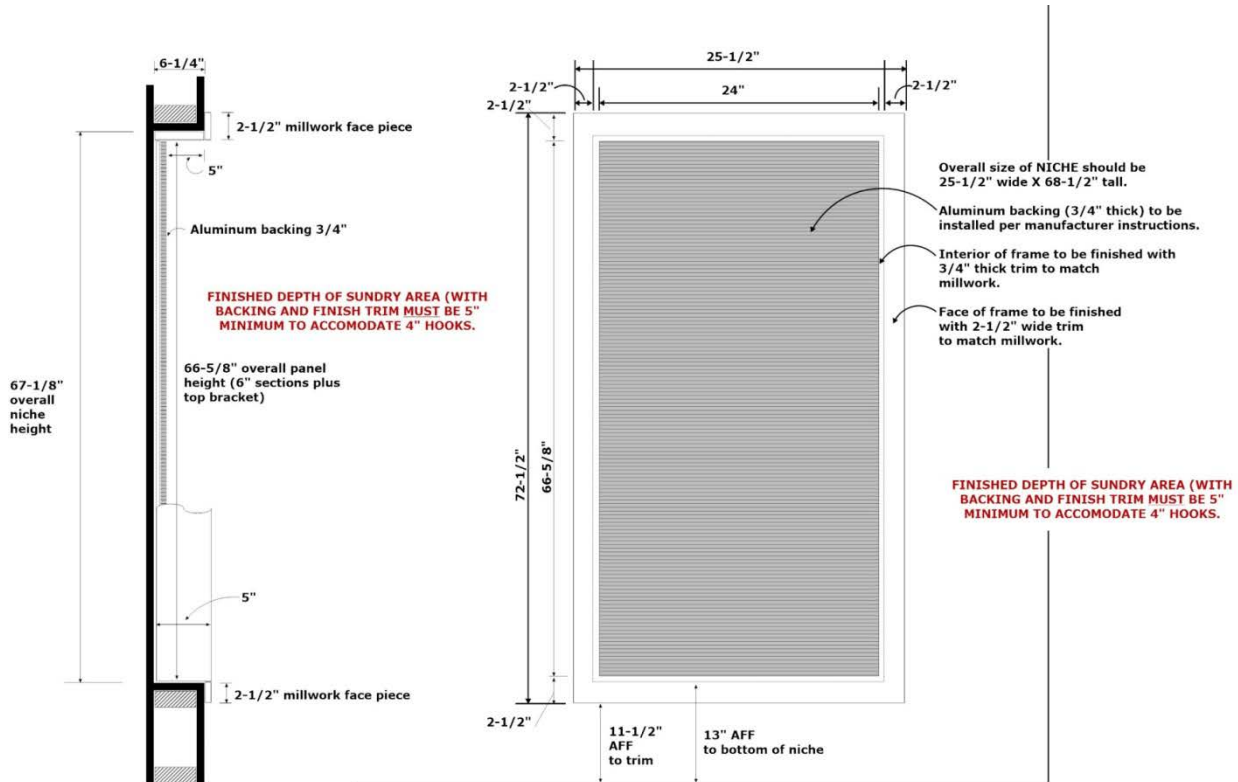 6-1/4"
2-1/2" millwork face piece
5"
Aluminum backing 3/4"
FINISHED DEPTH OF SUNDRY AREA (WITH
BACKING AND FINISH TRIM MUST BE 5"
MINIMUM TO ACCOMODATE 4" HOOKS.
66-5/8" overall panel
height (6" sections plus
top bracket)
67-1/8"
overall
niche
height
5"
2-1/2" millwork face piece
25-1/2"
2-1/2"
24"
2-1/2"
2-1/2"
72-1/2"
66-5/8"
2-1/2"
11-1/2"
AFF
to trim
13" AFF
to bottom of niche
Overall size of NICHE should be
25-1/2" wide X 68-1/2" tall.
Aluminum backing (3/4" thick) to be
installed per manufacturer instructions.
Interior of frame to be finished with
3/4" thick trim to match
millwork.
Face of frame to be finished
with 2-1/2" wide trim
to match millwork.
FINISHED DEPTH OF SUNDRY AREA (WITH
BACKING AND FINISH TRIM MUST BE 5"
MINIMUM TO ACCOMODATE 4" HOOKS.